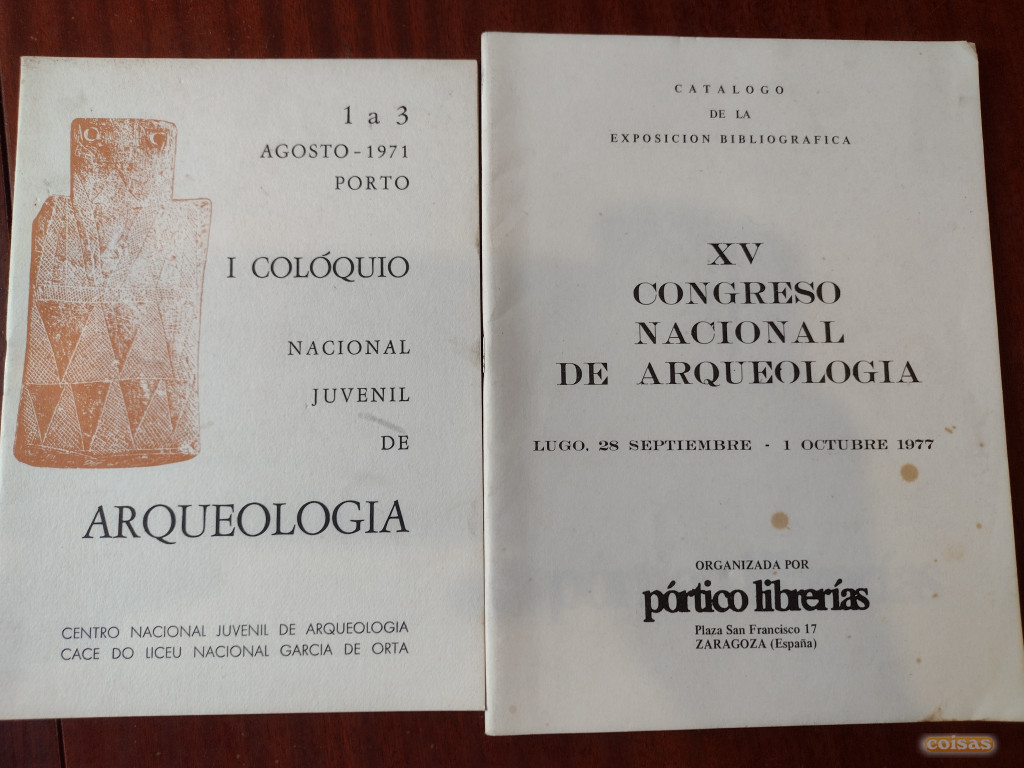 1 a 3
AGOSTO - 1971
PORTO
I COLÓQUIO
NACIONAL
JUVENIL
DE
ARQUEOLOGIA
CENTRO NACIONAL JUVENIL DE ARQUEOLOGIA
CACE DO LICEU NACIONAL GARCIA DE ORTA
CATALOGO
DE LA
EXPOSICION BIBLIOGRAFICA
XV
CONGRESO
NACIONAL
DE ARQUEOLOGIA
LUGO, 28 SEPTIEMBRE - 1 OCTUBRE 1977
ORGANIZADA POR
pórtico librerías
Plaza San Francisco 17
ZARAGOZA (España)
coisas